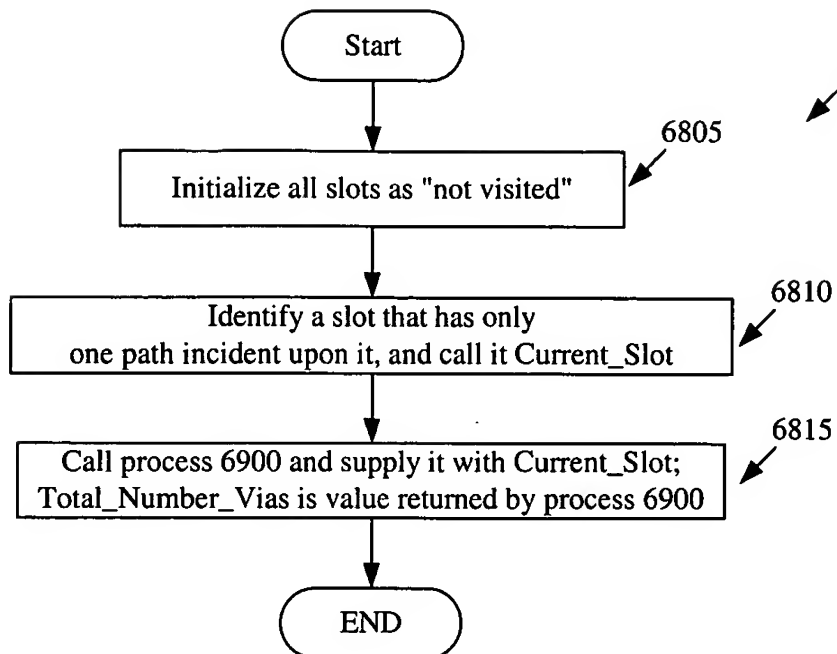 Start
6805
Initialize all slots as "not visited"
6810
Identify a slot that has only
one path incident upon it, and call it Current_Slot
6815
Call process 6900 and supply it with Current_Slot;
Total_Number_Vias is value returned by process 6900
END